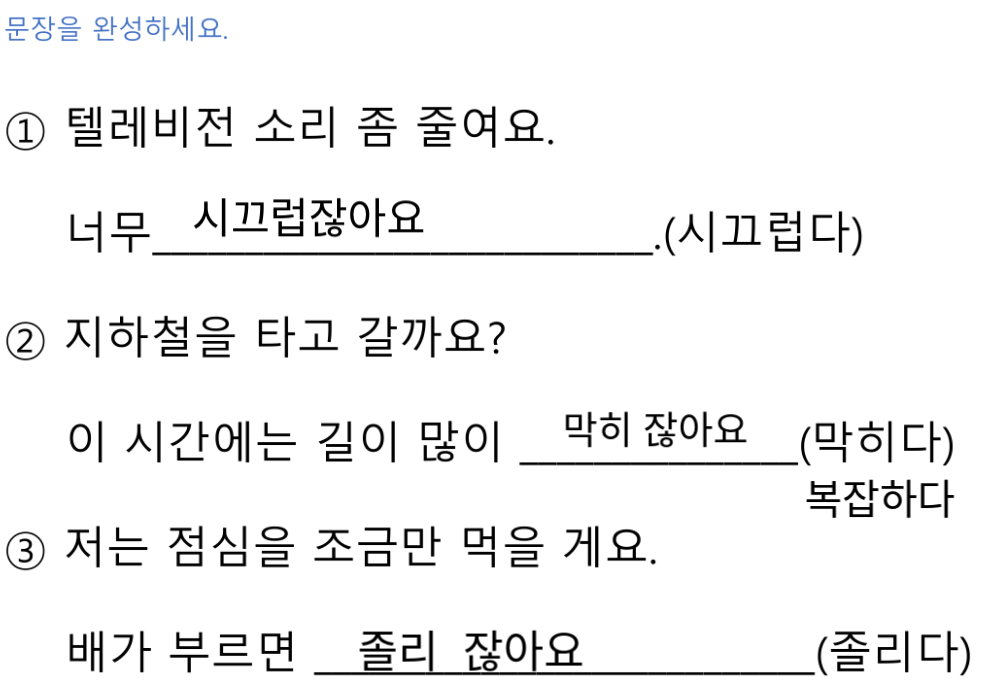 문장을 완성하세요.
① 텔레비전 소리 좀 줄여요.
너무 시끄럽잖아요.(시끄럽다)
② 지하철을 타고 갈까요?
이 시간에는 길이 많이 막히 잖아요 (막히다)
복잡하다
③ 저는 점심을 조금만 먹을 게요.
배가 부르면 졸리 잖아요 (졸리다)